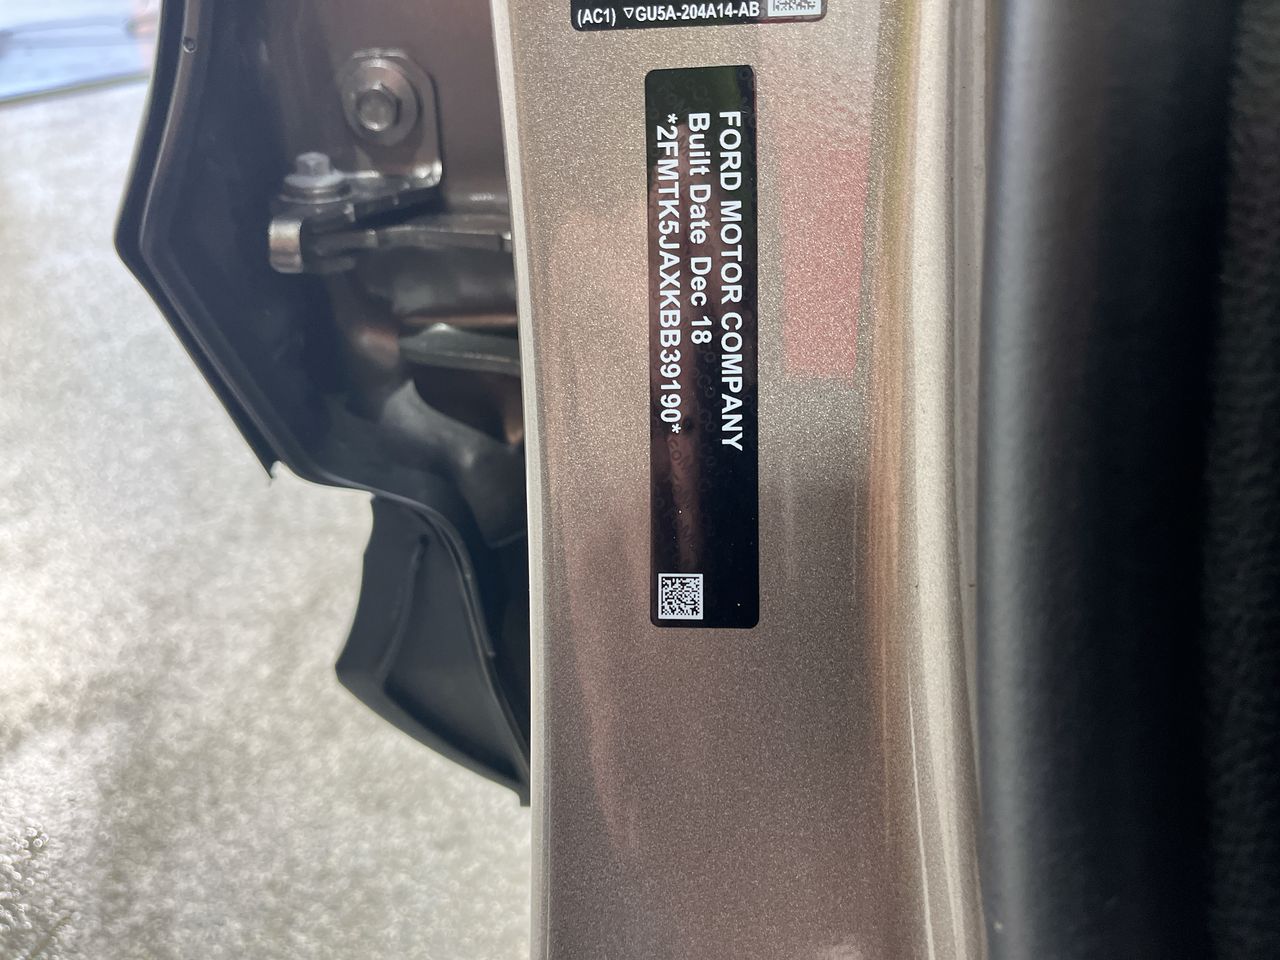 (AC1) ▽GU5A-204A14-AB
FORD MOTOR COMPANY
Built Date Dec 18
*2FMTK5JAXKBB39190*